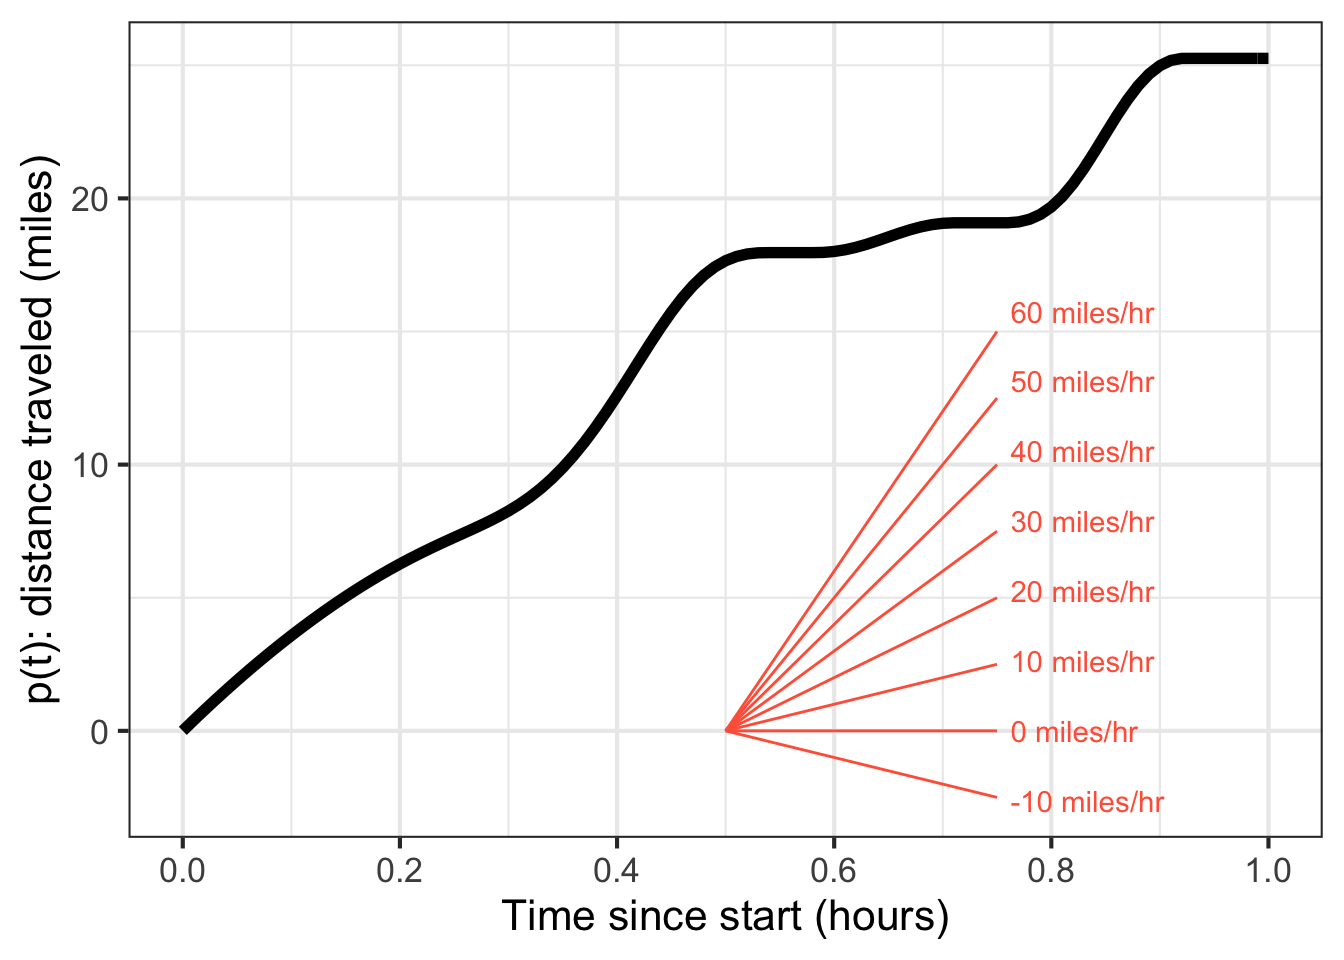 p(t): distance traveled (miles)
20
10
0
60 miles/hr
50 miles/hr
40 miles/hr
30 miles/hr
20 miles/hr
10 miles/hr
0 miles/hr
-10 miles/hr
0.0 0.2 0.4 0.6 0.8 1.0
Time since start (hours)